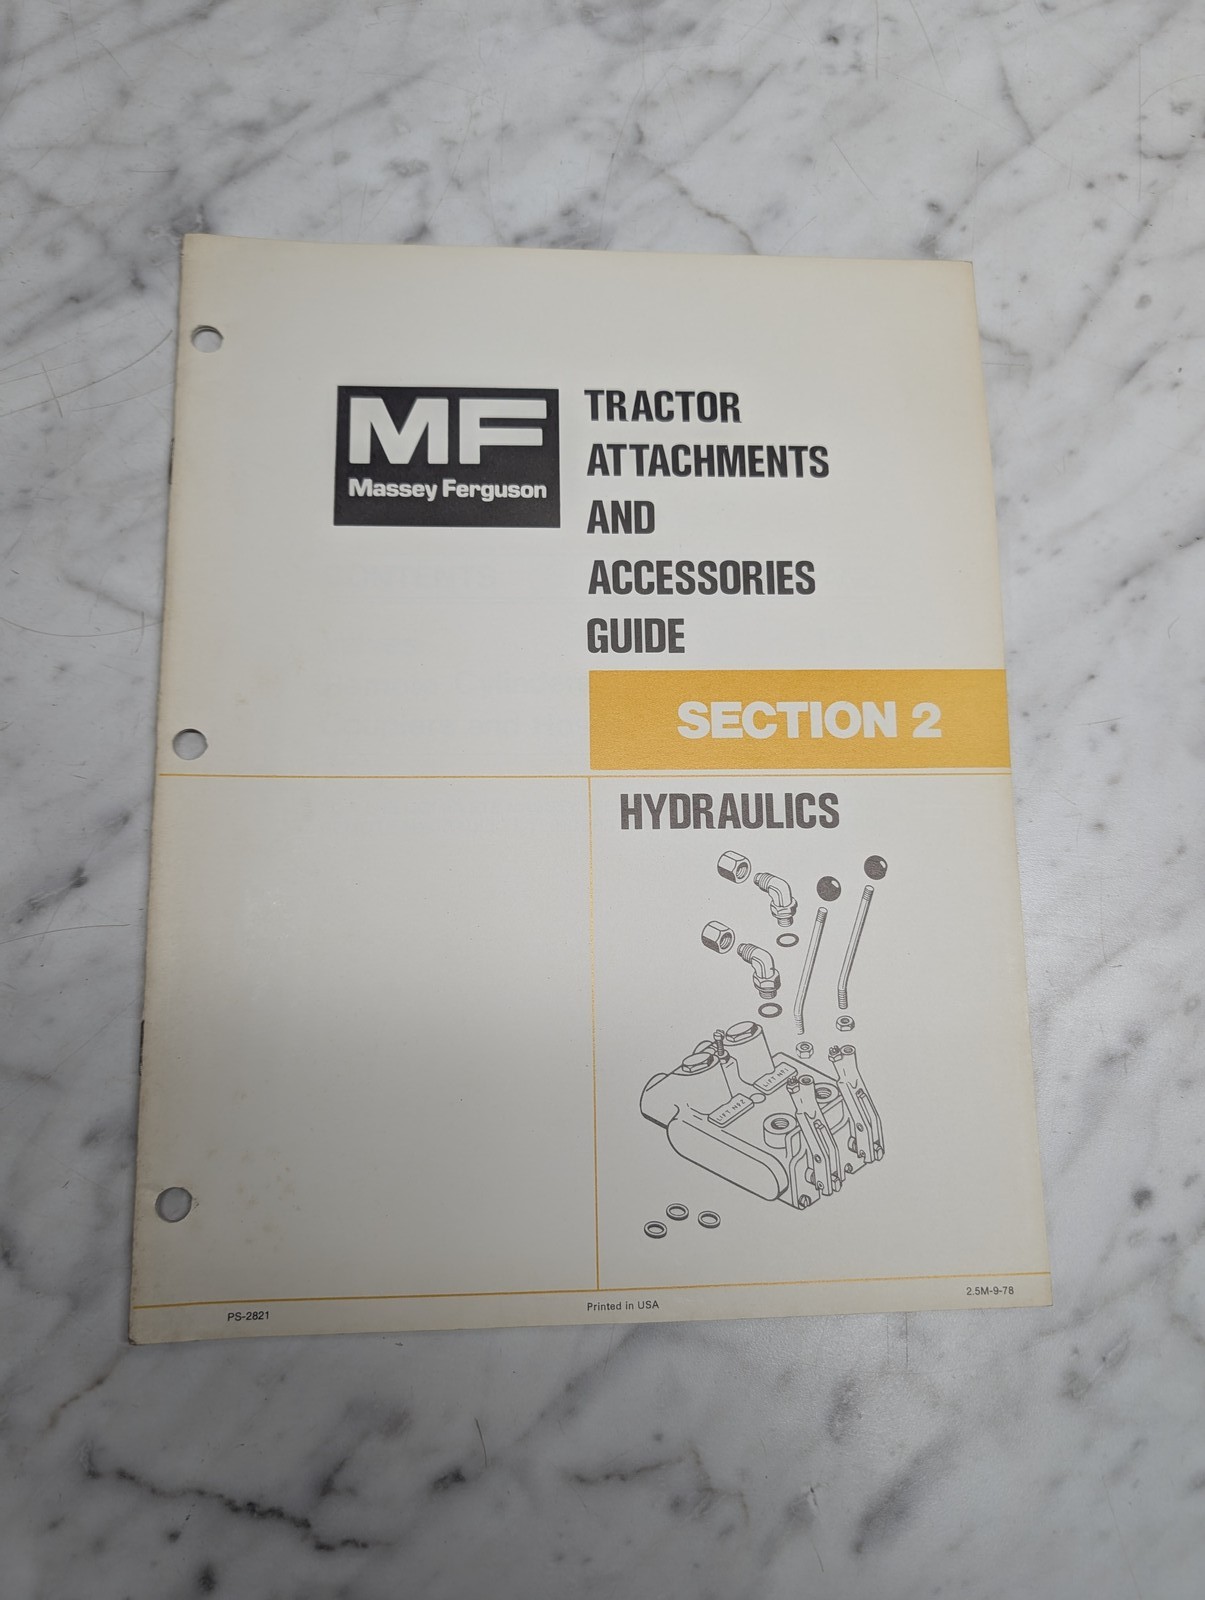 MF
Massey Ferguson
TRACTOR
ATTACHMENTS
AND
ACCESSORIES
GUIDE
SECTION 2
HYDRAULICS
PS-2821
Printed in USA
2.5M-9-78